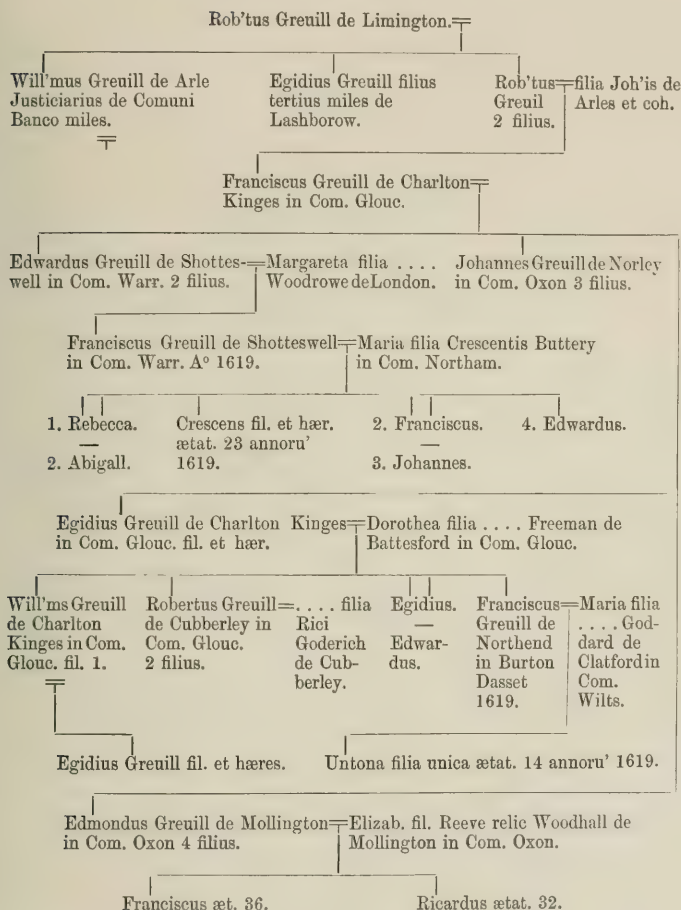 Rob'tus Greuill de Limington.
Will'mus Greuill de Arle
Justiciarius de Comuni
Banco miles.
Egidius Greuill filius
tertius miles de
Lashborow.
Rob'tus
Greuil
2 filius.
filia Joh'is de
Arles et coh.
Franciscus Greuill de Charlton
Kinges in Com. Glouc.
Edwardus Greuill de Shottes-
well in Com. Warr. 2 filius.
Margareta filia . . . .
Woodrowe de London.
Johannes Greuill de Norley
in Com. Oxon 3 filius.
Franciscus Greuill de Shotteswell
in Com. Warr. Aº 1619.
Maria filia Crescentis Buttery
in Com. Northam.
1. Rebecca.
—
2. Abigall.
Crescens fil. et hær.
ætat. 23 annoru'
1619.
2. Franciscus.
—
3. Johannes.
4. Edwardus.
Egidius Greuill de Charlton Kinges
in Com. Glouc. fil. et hær.
Dorothea filia . . . . Freeman de
Battesford in Com. Glouc.
Will'ms Greuill
de Charlton
Kinges in Com.
Glouc. fil. 1.
Robertus Greuill
de Cubberley in
Com. Glouc.
2 filius.
= . . . . filia
Rici
Goderich
de Cub-
berley.
Egidius.
—
Edwar-
dus.
Franciscus
Greuill de
Northend
in Burton
Dasset
1619.
=Maria filia
. . . . God-
dard de
Clatford in
Com.
Wilts.
Egidius Greuill fil. et hæres.
Untona filia unica ætat. 14 annoru' 1619.
Edmondus Greuill de Mollington
in Com. Oxon 4 filius.
Elizab. fil. Reeve relic Woodhall de
Mollington in Com. Oxon.
Franciscus æt. 36.
Ricardus ætat. 32.